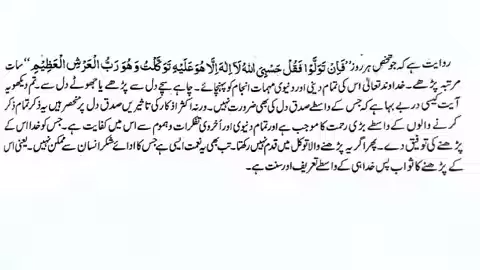 روایت ہے کہ جو شخص ہر روز "فَإِنْ تَوَلَّوْا فَقُلْ حَسْبِيَ اللهُ لَآ إِلٰهَ إِلَّا هُوَ عَلَيْهِ تَوَكَّلْتُ وَهُوَ رَبُّ الْعَرْشِ الْعَظِيْمِ" سات
مرتبہ پڑھے۔ خداوند تعالیٰ اس کی تمام دینی اور دنیوی مہمات انجام کو پہنچائے۔ چاہے سچے دل سے پڑھے یا جھوٹے دل سے تم دیکھو یہ
آیت کیسی در بے بہا ہے کہ جس کے واسطے صدق دل کی بھی ضرورت نہیں۔ ورنہ اکثر اذکار کی تاثیریں صدق دل پر منحصر ہیں یہ ذکر تمام ذکر
کرنے والوں کے واسطے بڑی رحمت کا موجب ہے اور تمام دنیوی اور اُخروی تفکرات و ہموم سے اس میں کفایت ہے۔ جس کو خدا اس کے
پڑھنے کی توفیق دے۔ پھر اگر یہ پڑھنے والا توکل میں قدم نہیں رکھتا۔ تب بھی یہ نعمت ایسی ہے جس کا ادائے شکر انسان سے ممکن نہیں۔ یعنی اس
کے پڑھنے کا ثواب پس خدا ہی کے واسطے تعریف اور سنت ہے۔